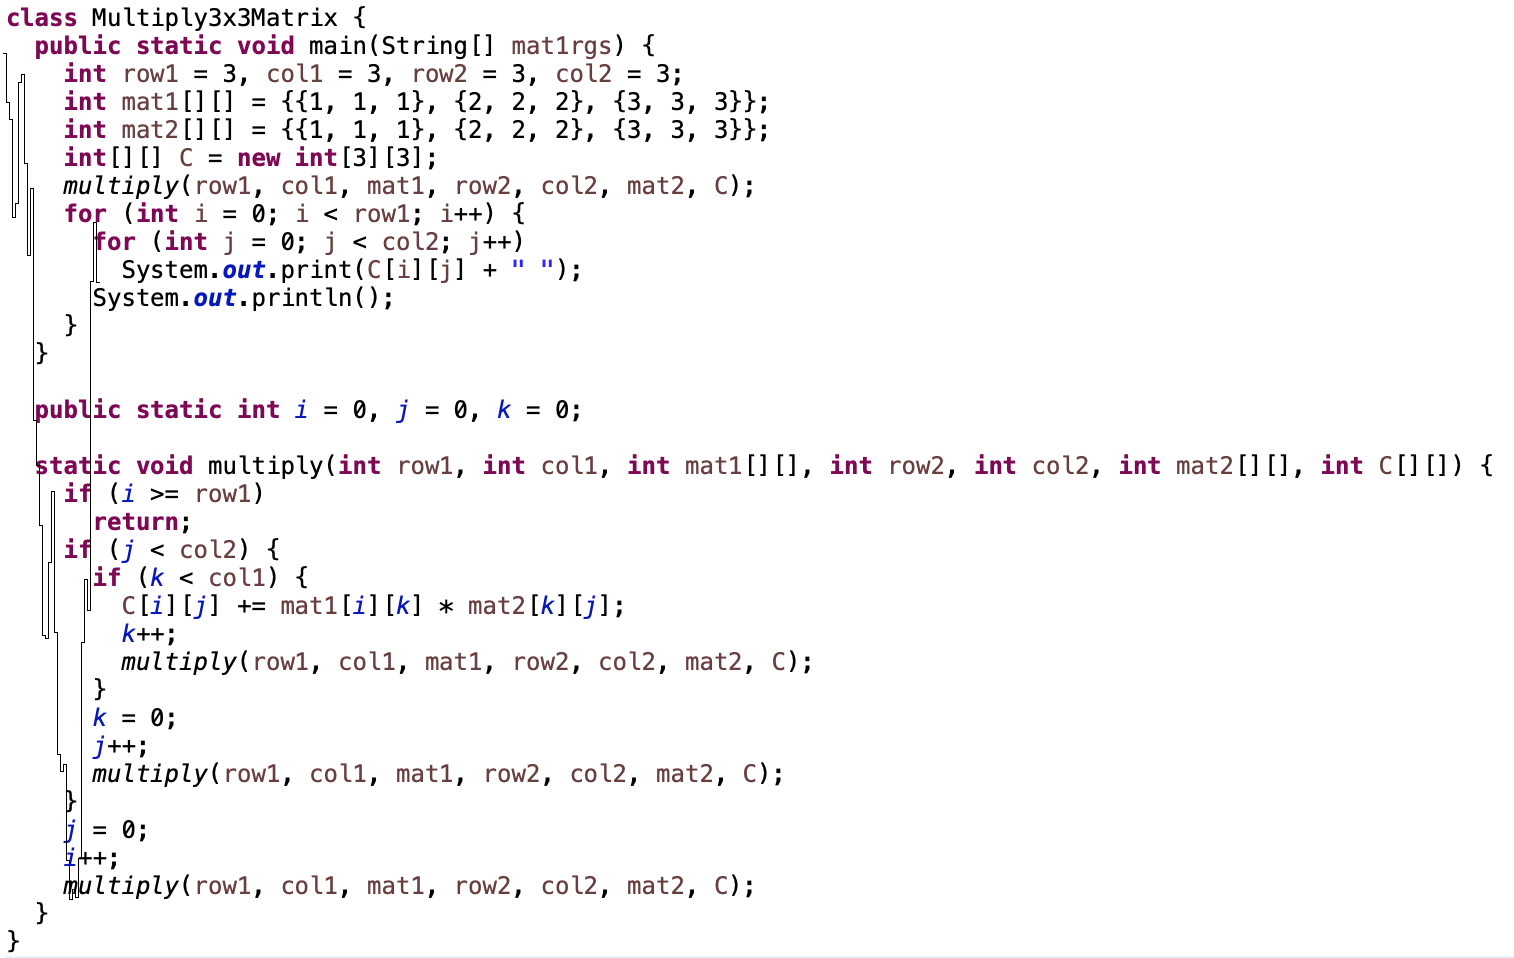 class Multiply3x3Matrix {
  public static void main(String[] mat1rgs) {
    int row1 = 3, col1 = 3, row2 = 3, col2 = 3;
    int mat1[][] = {{1, 1, 1}, {2, 2, 2}, {3, 3, 3}};
    int mat2[][] = {{1, 1, 1}, {2, 2, 2}, {3, 3, 3}};
    int[][] C = new int[3][3];
    multiply(row1, col1, mat1, row2, col2, mat2, C);
    for (int i = 0; i < row1; i++) {
      for (int j = 0; j < col2; j++)
        System.out.print(C[i][j] + " ");
      System.out.println();
    }
  }

  public static int i = 0, j = 0, k = 0;

  static void multiply(int row1, int col1, int mat1[][], int row2, int col2, int mat2[][], int C[][]) {
    if (i >= row1)
      return;
    if (j < col2) {
      if (k < col1) {
        C[i][j] += mat1[i][k] * mat2[k][j];
        k++;
        multiply(row1, col1, mat1, row2, col2, mat2, C);
      }
      k = 0;
      j++;
      multiply(row1, col1, mat1, row2, col2, mat2, C);
    }
    j = 0;
    i++;
    multiply(row1, col1, mat1, row2, col2, mat2, C);
  }
}